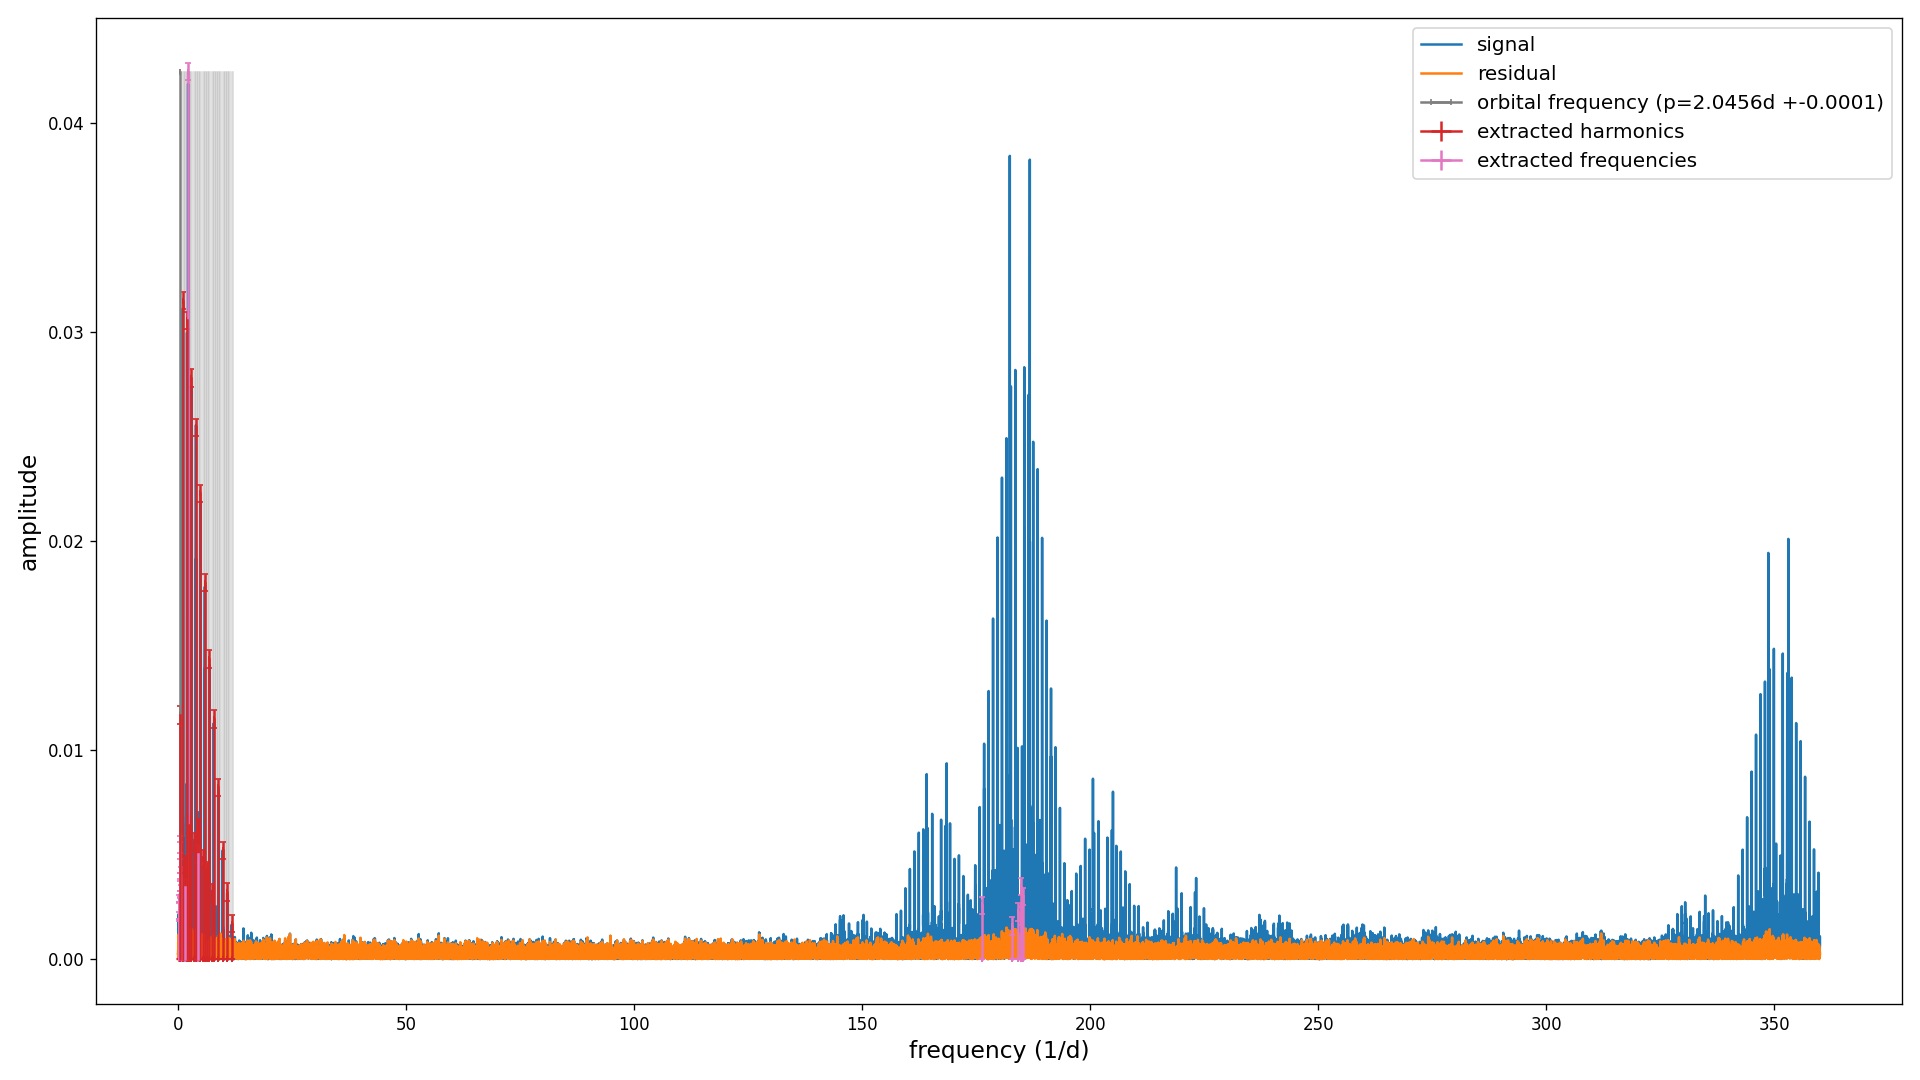 signal
residual
orbital frequency (p=2.0456d +-0.0001)
extracted harmonics
extracted frequencies
0.04
0.03
0.02
0.01
0.00
amplitude
0 50 100 150 200 250 300 350
frequency (1/d)